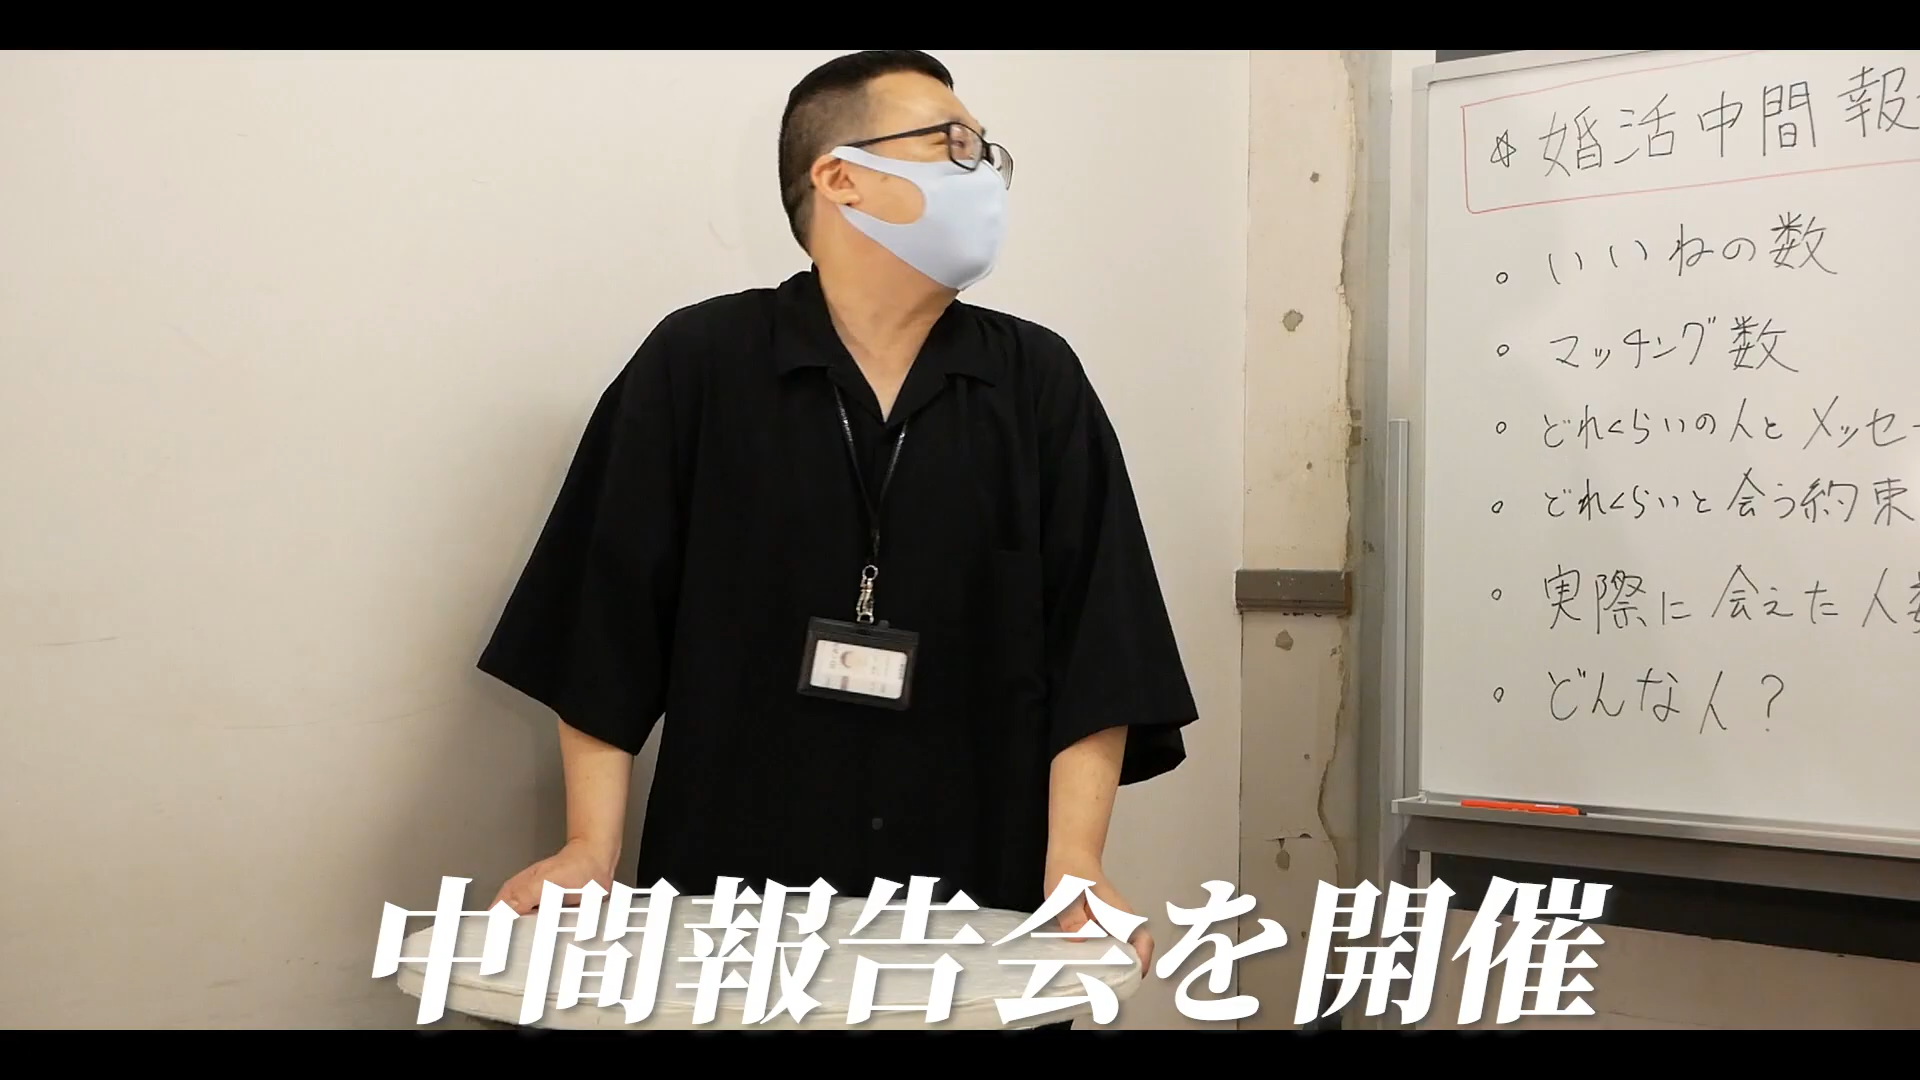 ☆ 婚活中間報
。いいねの数
。マッチング数
。どれくらいの人とメッセー
。どれくらいと会う約束
。実際に会えた人
。どんな人?
中間報告会を開催